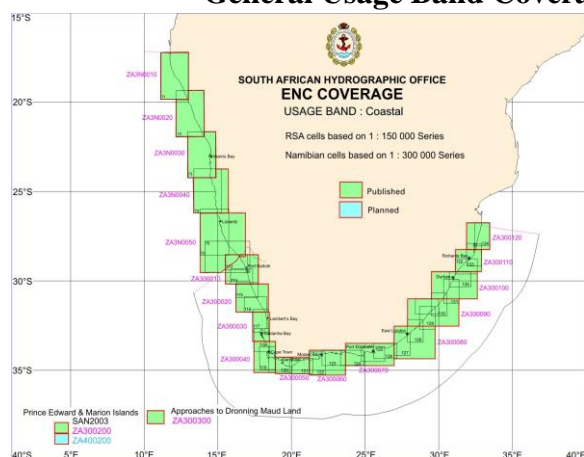 General Usage Band Covera
15°S
20°S
25°S
30°S
35°S
40°S
SOUTH AFRICAN HYDROGRAPHIC OFFICE
ENC COVERAGE
USAGE BAND : Coastal
RSA cells based on 1 : 150 000 Series
Namibian cells based on 1 : 300 000 Series
Published
Planned
ZA3N0010
ZA3N0020
ZA3N0030
ZA3N0040
ZA3N0050
ZA300010
ZA300020
ZA300030
ZA300040
ZA300050
ZA300060
ZA300070
ZA300080
ZA300090
ZA300100
ZA300110
ZA300120
Walvis Bay
Luderitz
Port Nolloth
Lambert's Bay
Saldanha Bay
Cape Town
Mossel Bay
Port Elizabeth
East London
Durban
Richards Bay
Prince Edward & Marion Islands
SAN2003
ZA300200
ZA400200
Approaches to Dronning Maud Land
ZA300300
5°E
10°E
15°E
20°E
25°E
30°E
35°E
40°E